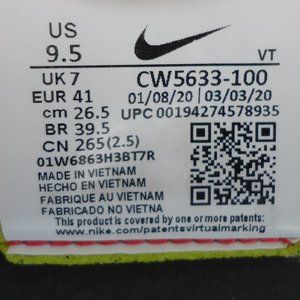 US
9.5
VT
UK 7
CW5633-100
EUR 41
01/08/20
03/03/20
cm 26.5
UPC 00194274578935
BR 39.5
CN 265(2.5)
01W6863H3BT7R
MADE IN VIETNAM
HECHO EN VIETNAM
FABRIQUE AU VIETNAM
FABRICADO NO VIETNA
This product is covered by one or more patents
www.nike.com/patentsvirtualmarking